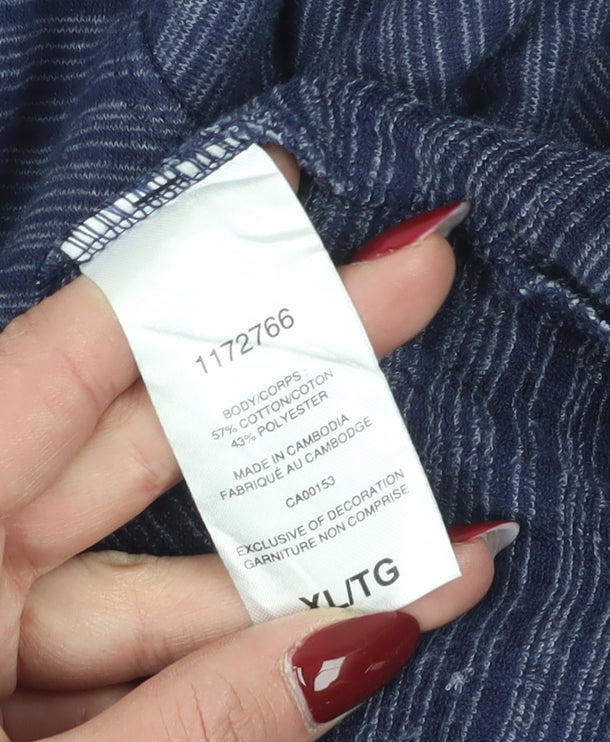 1172766
BODY/CORPS :
57% COTTON/COTON
43% POLYESTER
MADE IN CAMBODIA
FABRIQUÉ AU CAMBODGE
CA00153
EXCLUSIVE OF DECORATION
GARNITURE NON COMPRISE
XL/TG